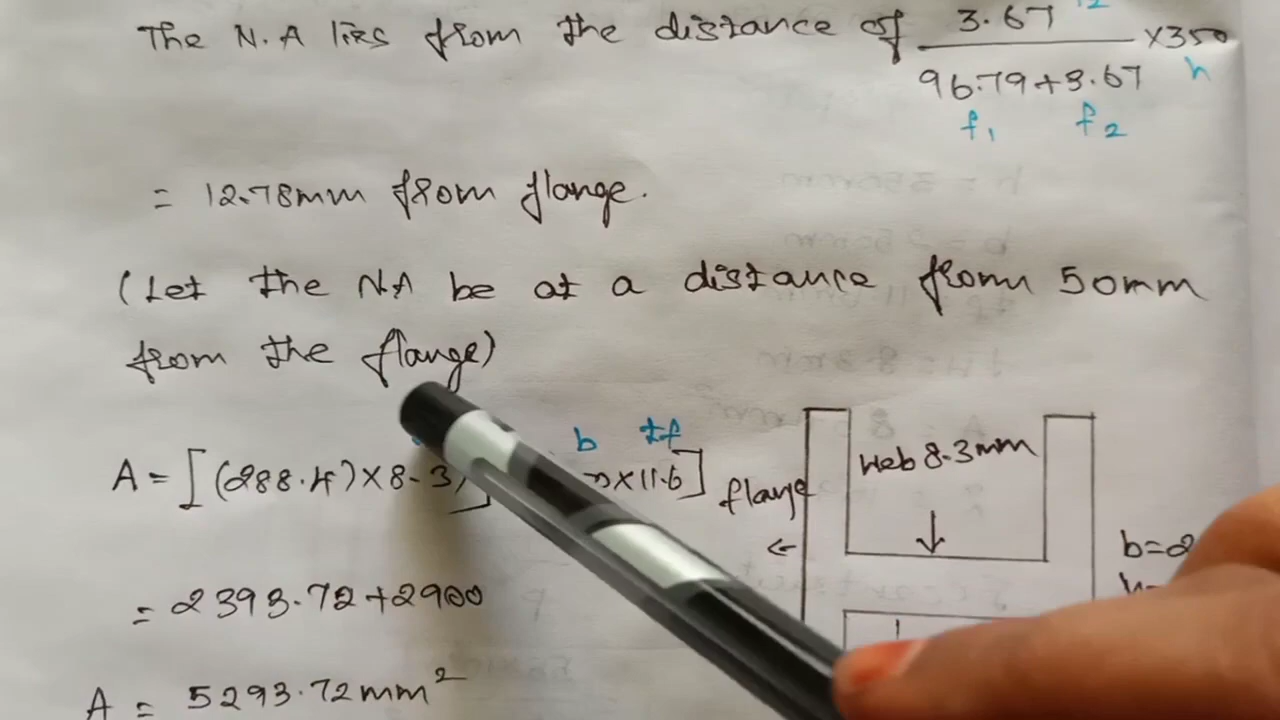 The N.A lies from the distance of 3.67 / 96.79+3.67 ×350
f1 f2 h
= 12.78mm from flange.
(Let the N.A be at a distance from 50mm
from the flange)
b tf
A = [(288.4)×8.3 ×11.6]
flange
web 8.3mm
b=2
= 2393.72+2900
A = 5293.72mm2